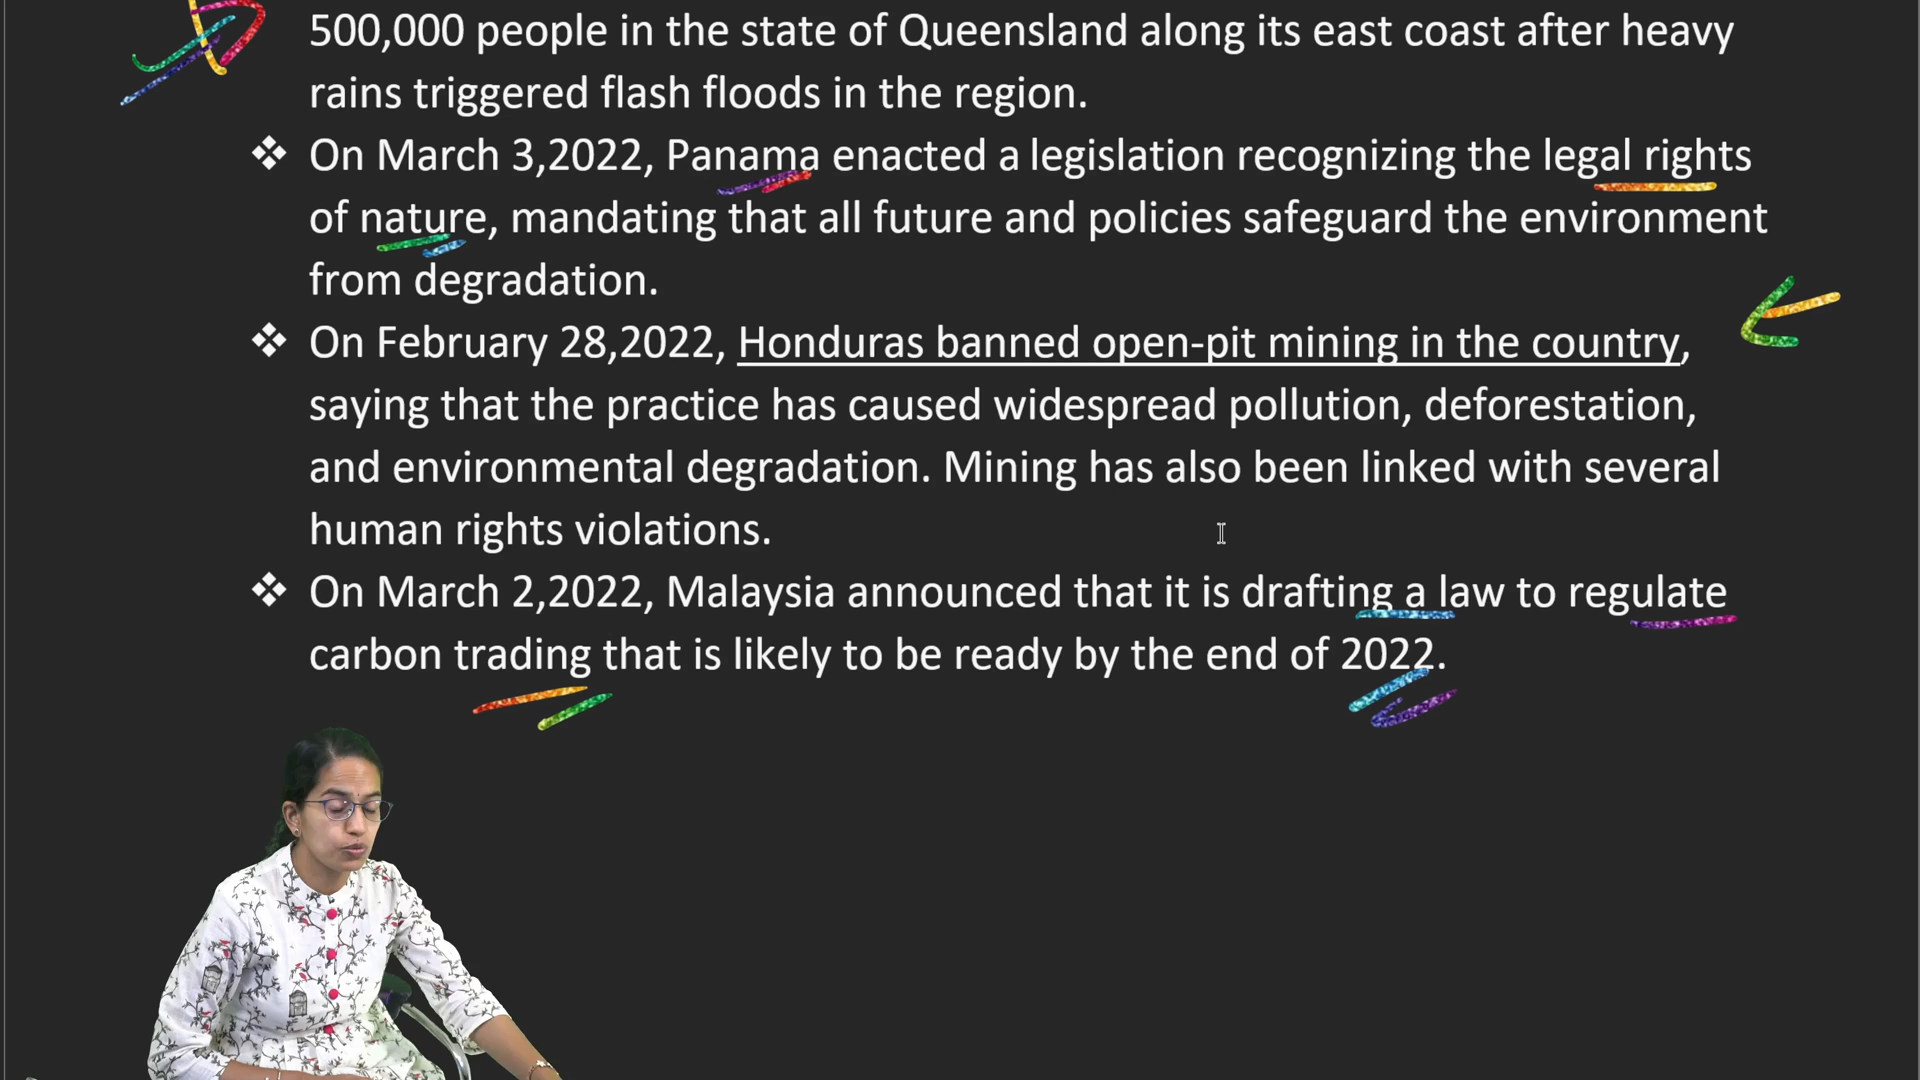 500,000 people in the state of Queensland along its east coast after heavy
rains triggered flash floods in the region.
❖ On March 3,2022, Panama enacted a legislation recognizing the legal rights
of nature, mandating that all future and policies safeguard the environment
from degradation.
❖ On February 28,2022, Honduras banned open-pit mining in the country,
saying that the practice has caused widespread pollution, deforestation,
and environmental degradation. Mining has also been linked with several
human rights violations.
❖ On March 2,2022, Malaysia announced that it is drafting a law to regulate
carbon trading that is likely to be ready by the end of 2022.